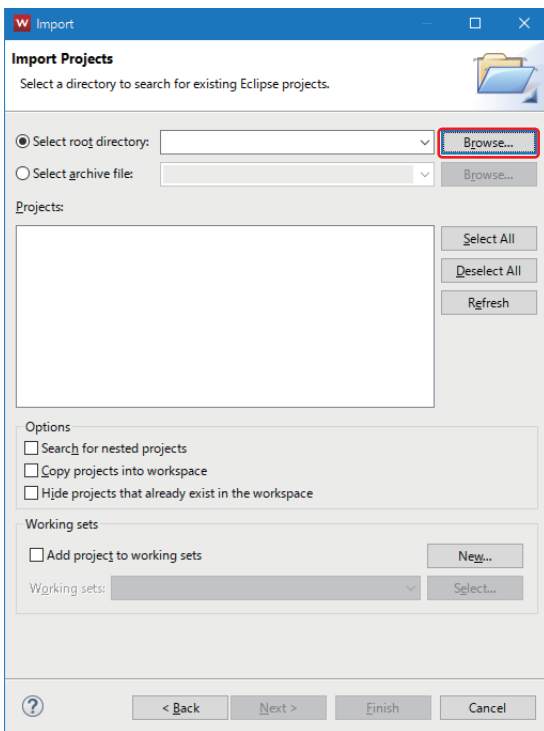 W Import
Import Projects
Select a directory to search for existing Eclipse projects.
Select root directory: Browse...
Select archive file: Browse...
Projects:
Select All
Deselect All
Refresh
Options
Search for nested projects
Copy projects into workspace
Hide projects that already exist in the workspace
Working sets
Add project to working sets New...
Working sets: Select...
? < Back Next > Finish Cancel